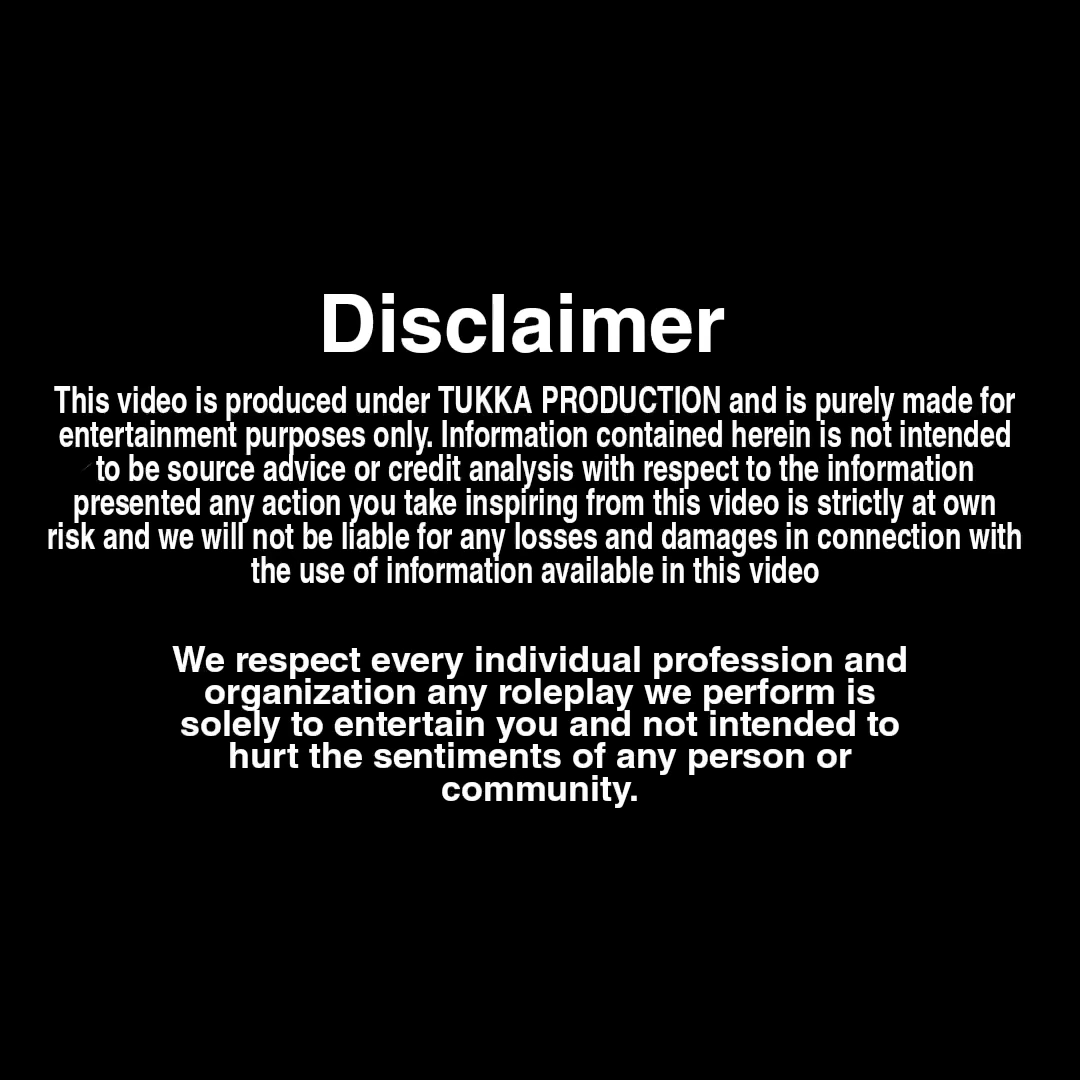 Disclaimer
This video is produced under TUKKA PRODUCTION and is purely made for
entertainment purposes only. Information contained herein is not intended
to be source advice or credit analysis with respect to the information
presented any action you take inspiring from this video is strictly at own
risk and we will not be liable for any losses and damages in connection with
the use of information available in this video
We respect every individual profession and
organization any roleplay we perform is
solely to entertain you and not intended to
hurt the sentiments of any person or
community.